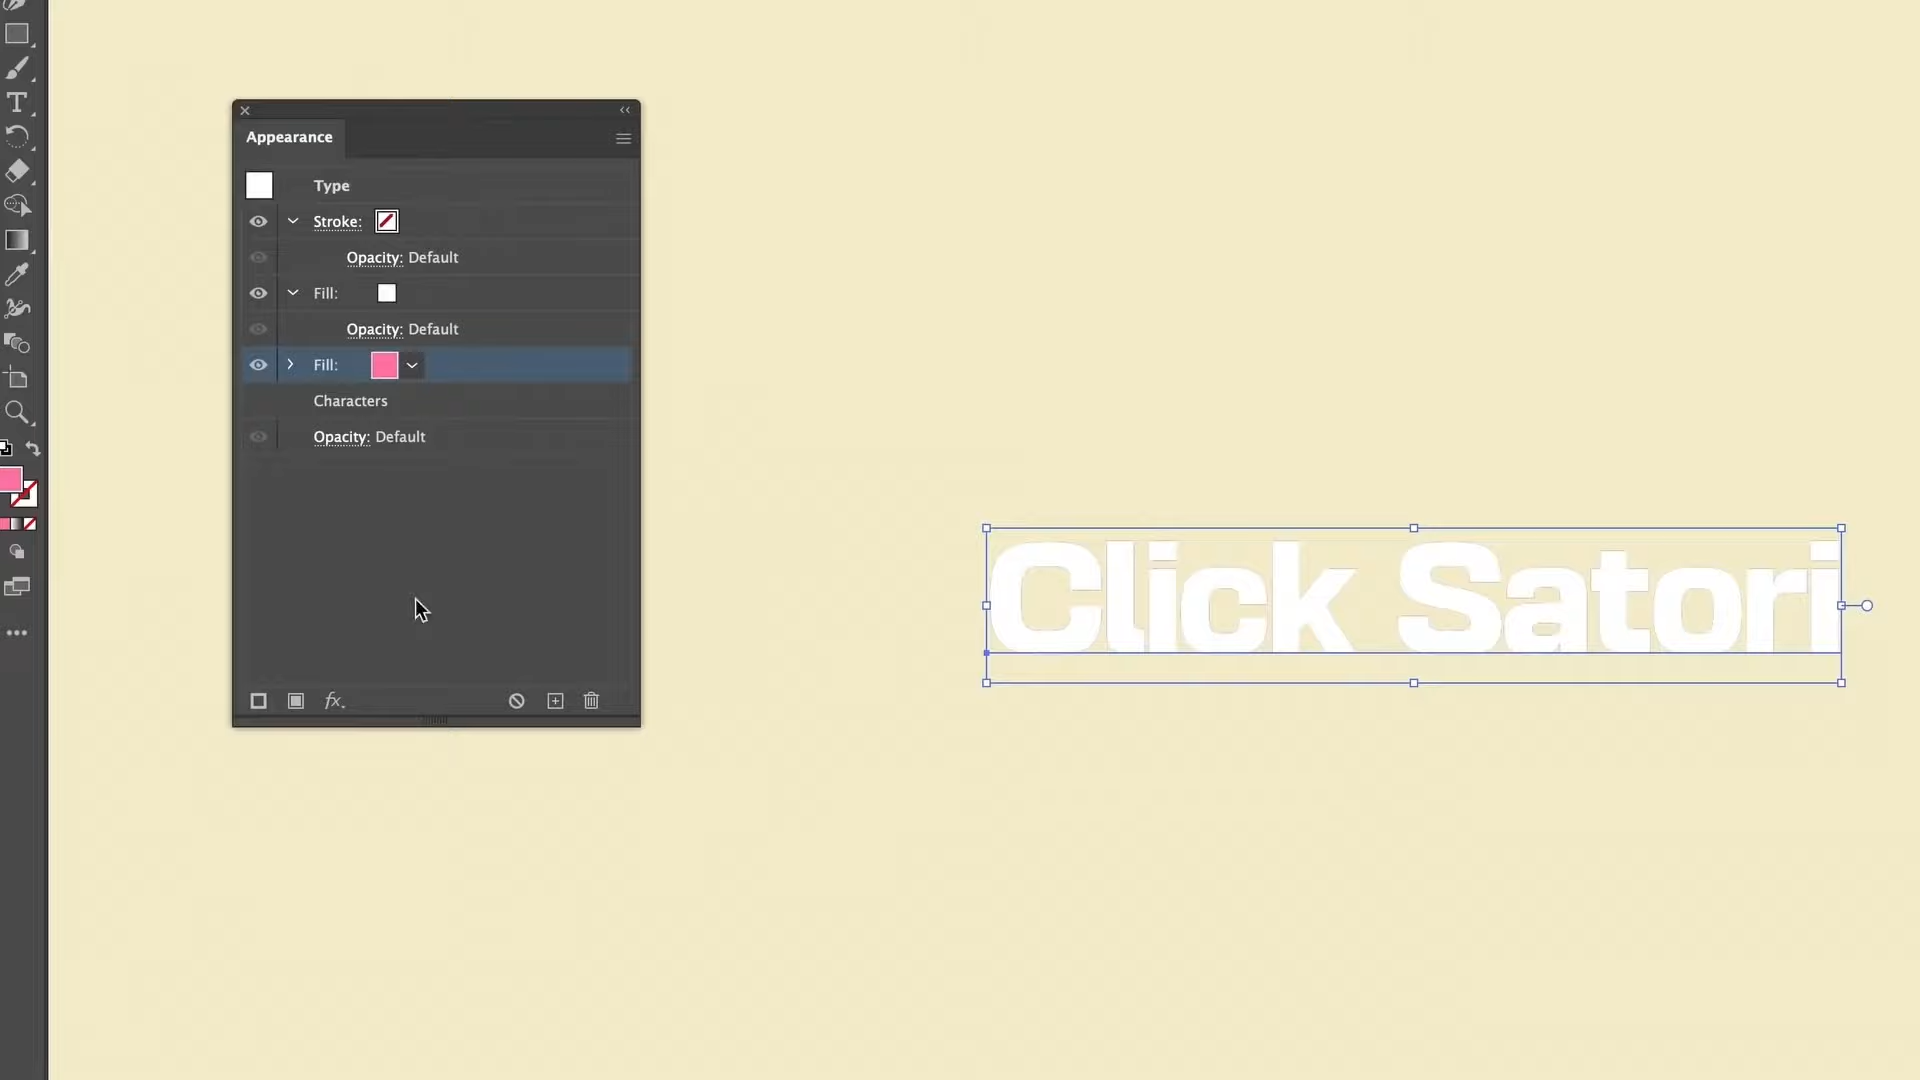 Appearance
Type
Stroke:
Opacity: Default
Fill:
Opacity: Default
Fill:
Characters
Opacity: Default
fx.
Click Satori